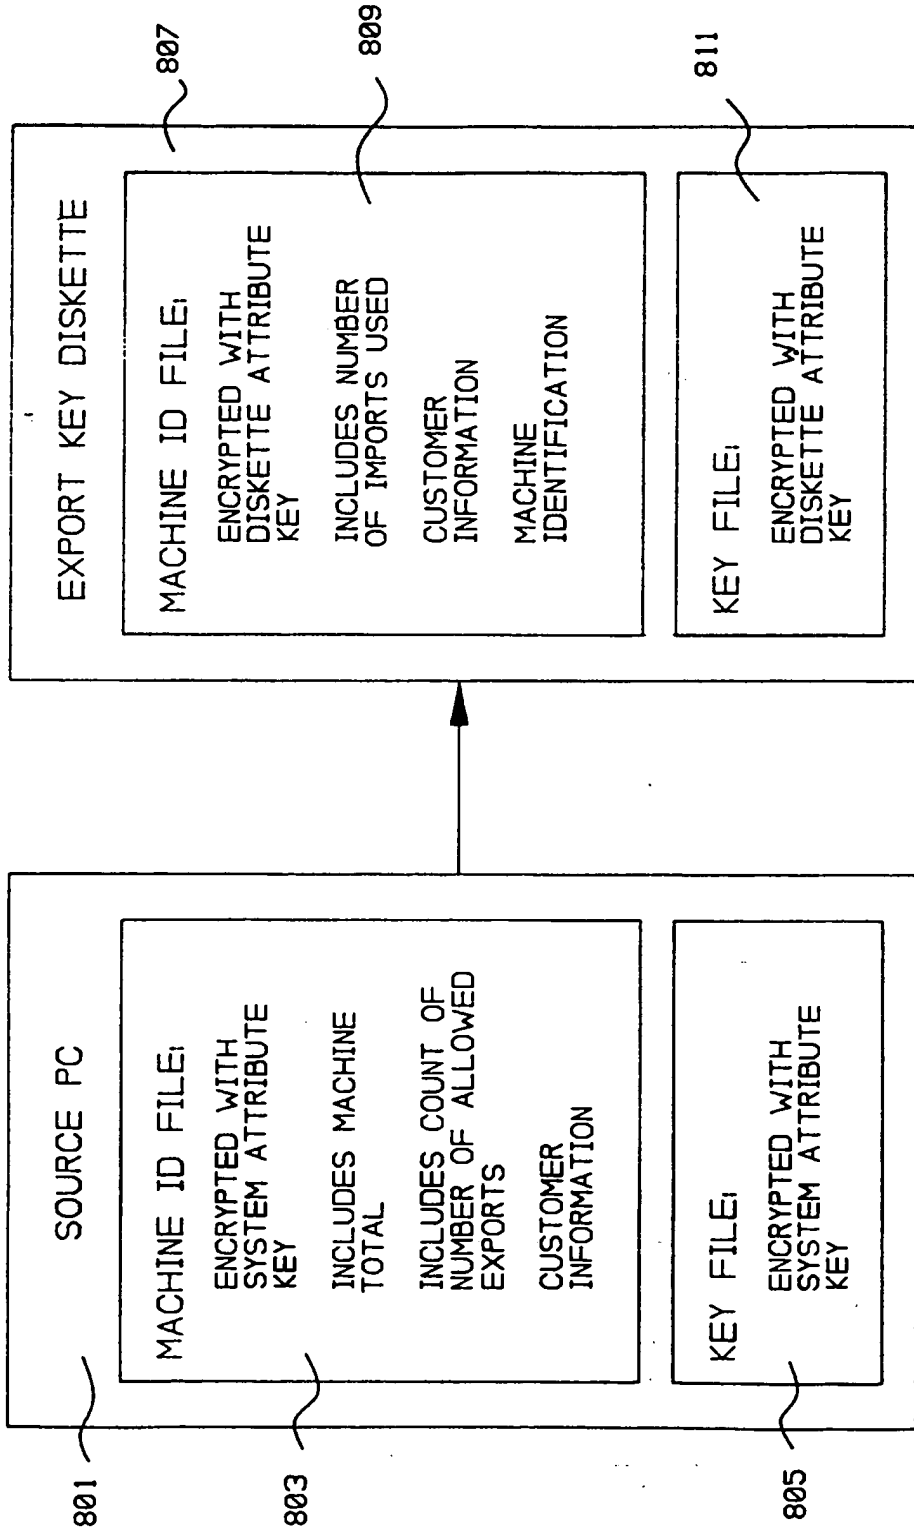 SOURCE PC
MACHINE ID FILE:
ENCRYPTED WITH
SYSTEM ATTRIBUTE
KEY
INCLUDES MACHINE
TOTAL
INCLUDES COUNT OF
NUMBER OF ALLOWED
EXPORTS
CUSTOMER
INFORMATION
KEY FILE:
ENCRYPTED WITH
SYSTEM ATTRIBUTE
KEY
801
803
805
EXPORT KEY DISKETTE
MACHINE ID FILE:
ENCRYPTED WITH
DISKETTE ATTRIBUTE
KEY
INCLUDES NUMBER
OF IMPORTS USED
CUSTOMER
INFORMATION
MACHINE
IDENTIFICATION
KEY FILE:
ENCRYPTED WITH
DISKETTE ATTRIBUTE
KEY
807
809
811